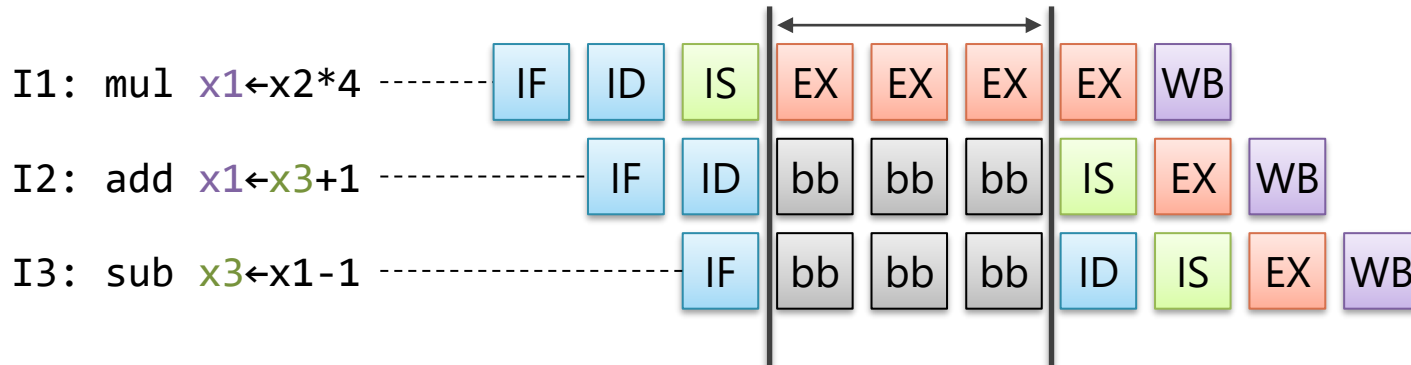 I1: mul x1←x2*4 IF ID IS EX EX EX EX WB
I2: add x1←x3+1 IF ID bb bb bb IS EX WB
I3: sub x3←x1-1 IF bb bb bb ID IS EX WB